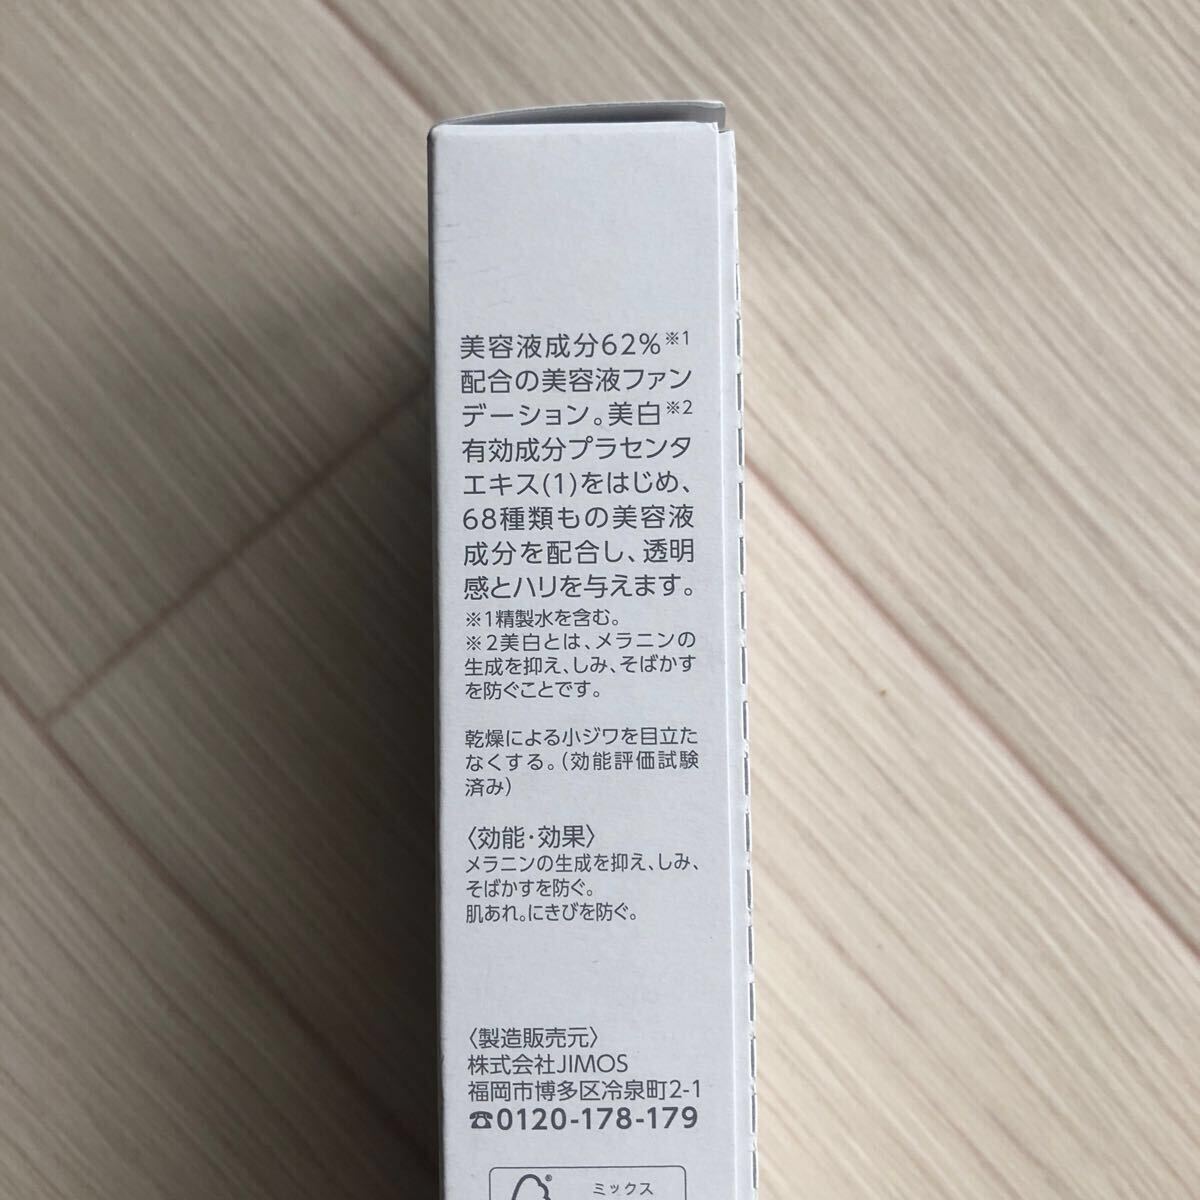 美容液成分62%※1
配合の美容液ファン
デーション。美白※2
有効成分プラセンタ
エキス(1)をはじめ、
68種類もの美容液
成分を配合し、透明
感とハリを与えます。
※1精製水を含む。
※2美白とは、メラニンの
生成を抑え、しみ、そばかす
を防ぐことです。
乾燥による小ジワを目立た
なくする。(効能評価試験
済み)
〈効能・効果〉
メラニンの生成を抑え、しみ、
そばかすを防ぐ。
肌あれ。にきびを防ぐ。
〈製造販売元〉
株式会社JIMOS
福岡市博多区冷泉町2-1
☎0120-178-179
® ミックス